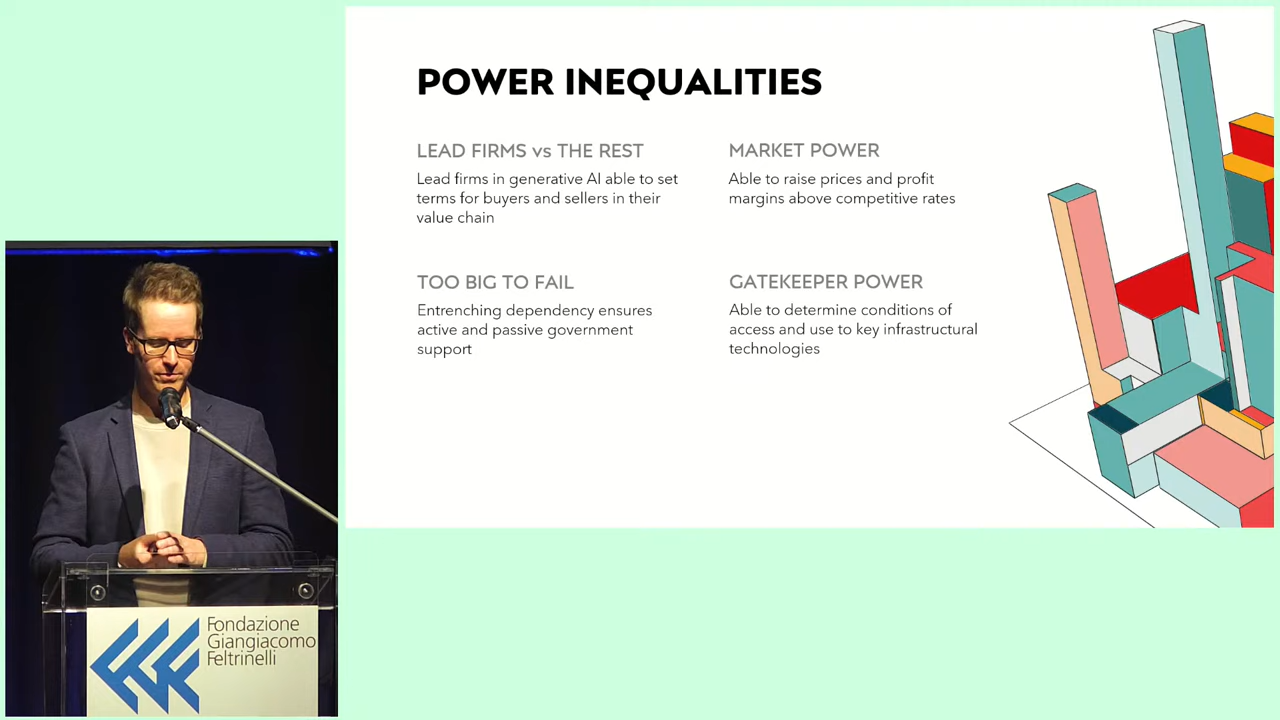 POWER INEQUALITIES
LEAD FIRMS vs THE REST
Lead firms in generative AI able to set
terms for buyers and sellers in their
value chain
MARKET POWER
Able to raise prices and profit
margins above competitive rates
TOO BIG TO FAIL
Entrenching dependency ensures
active and passive government
support
GATEKEEPER POWER
Able to determine conditions of
access and use to key infrastructural
technologies
Fondazione
Giangiacomo
Feltrinelli